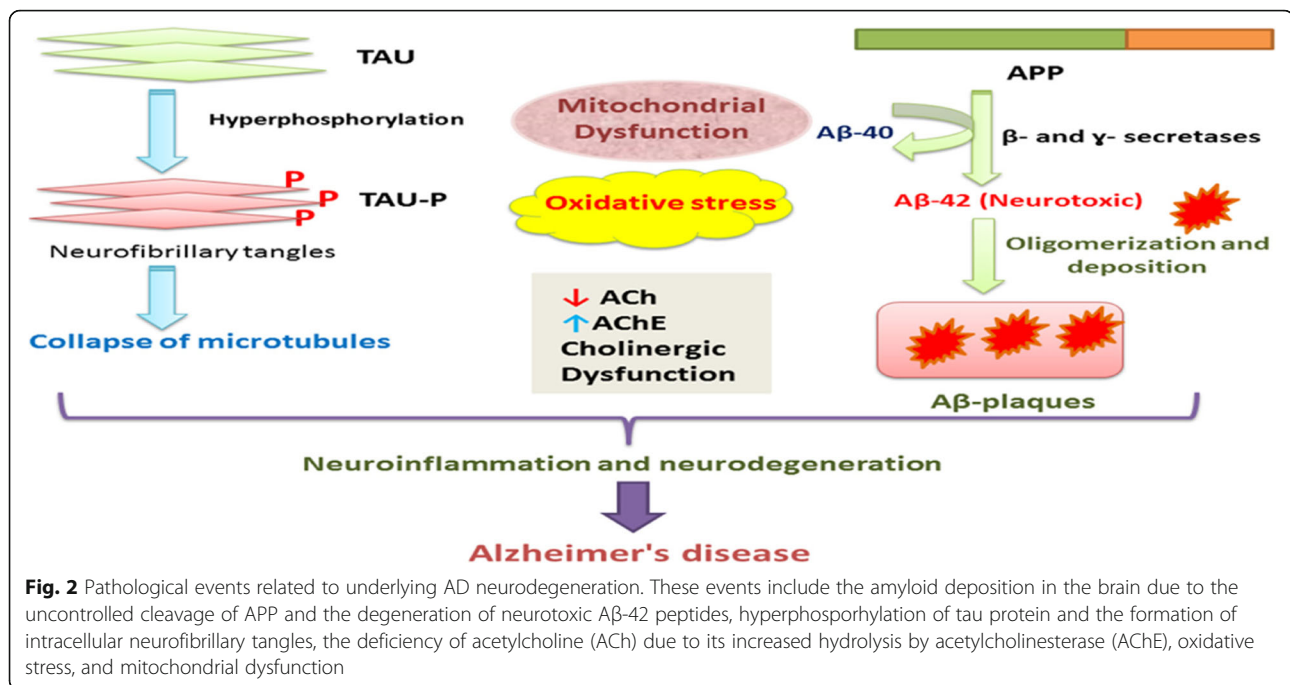 TAU
Hyperphosphorylation
P
P
P
TAU-P
Neurofibrillary tangles
Collapse of microtubules
Mitochondrial
Dysfunction
Oxidative stress
↓ ACh
↑ AChE
Cholinergic
Dysfunction
APP
Aβ-40
β- and ɣ- secretases
Aβ-42 (Neurotoxic)
Oligomerization and
deposition
Aβ-plaques
Neuroinflammation and neurodegeneration
Alzheimer's disease
Fig. 2 Pathological events related to underlying AD neurodegeneration. These events include the amyloid deposition in the brain due to the
uncontrolled cleavage of APP and the degeneration of neurotoxic Aβ-42 peptides, hyperphosporhylation of tau protein and the formation of
intracellular neurofibrillary tangles, the deficiency of acetylcholine (ACh) due to its increased hydrolysis by acetylcholinesterase (AChE), oxidative
stress, and mitochondrial dysfunction